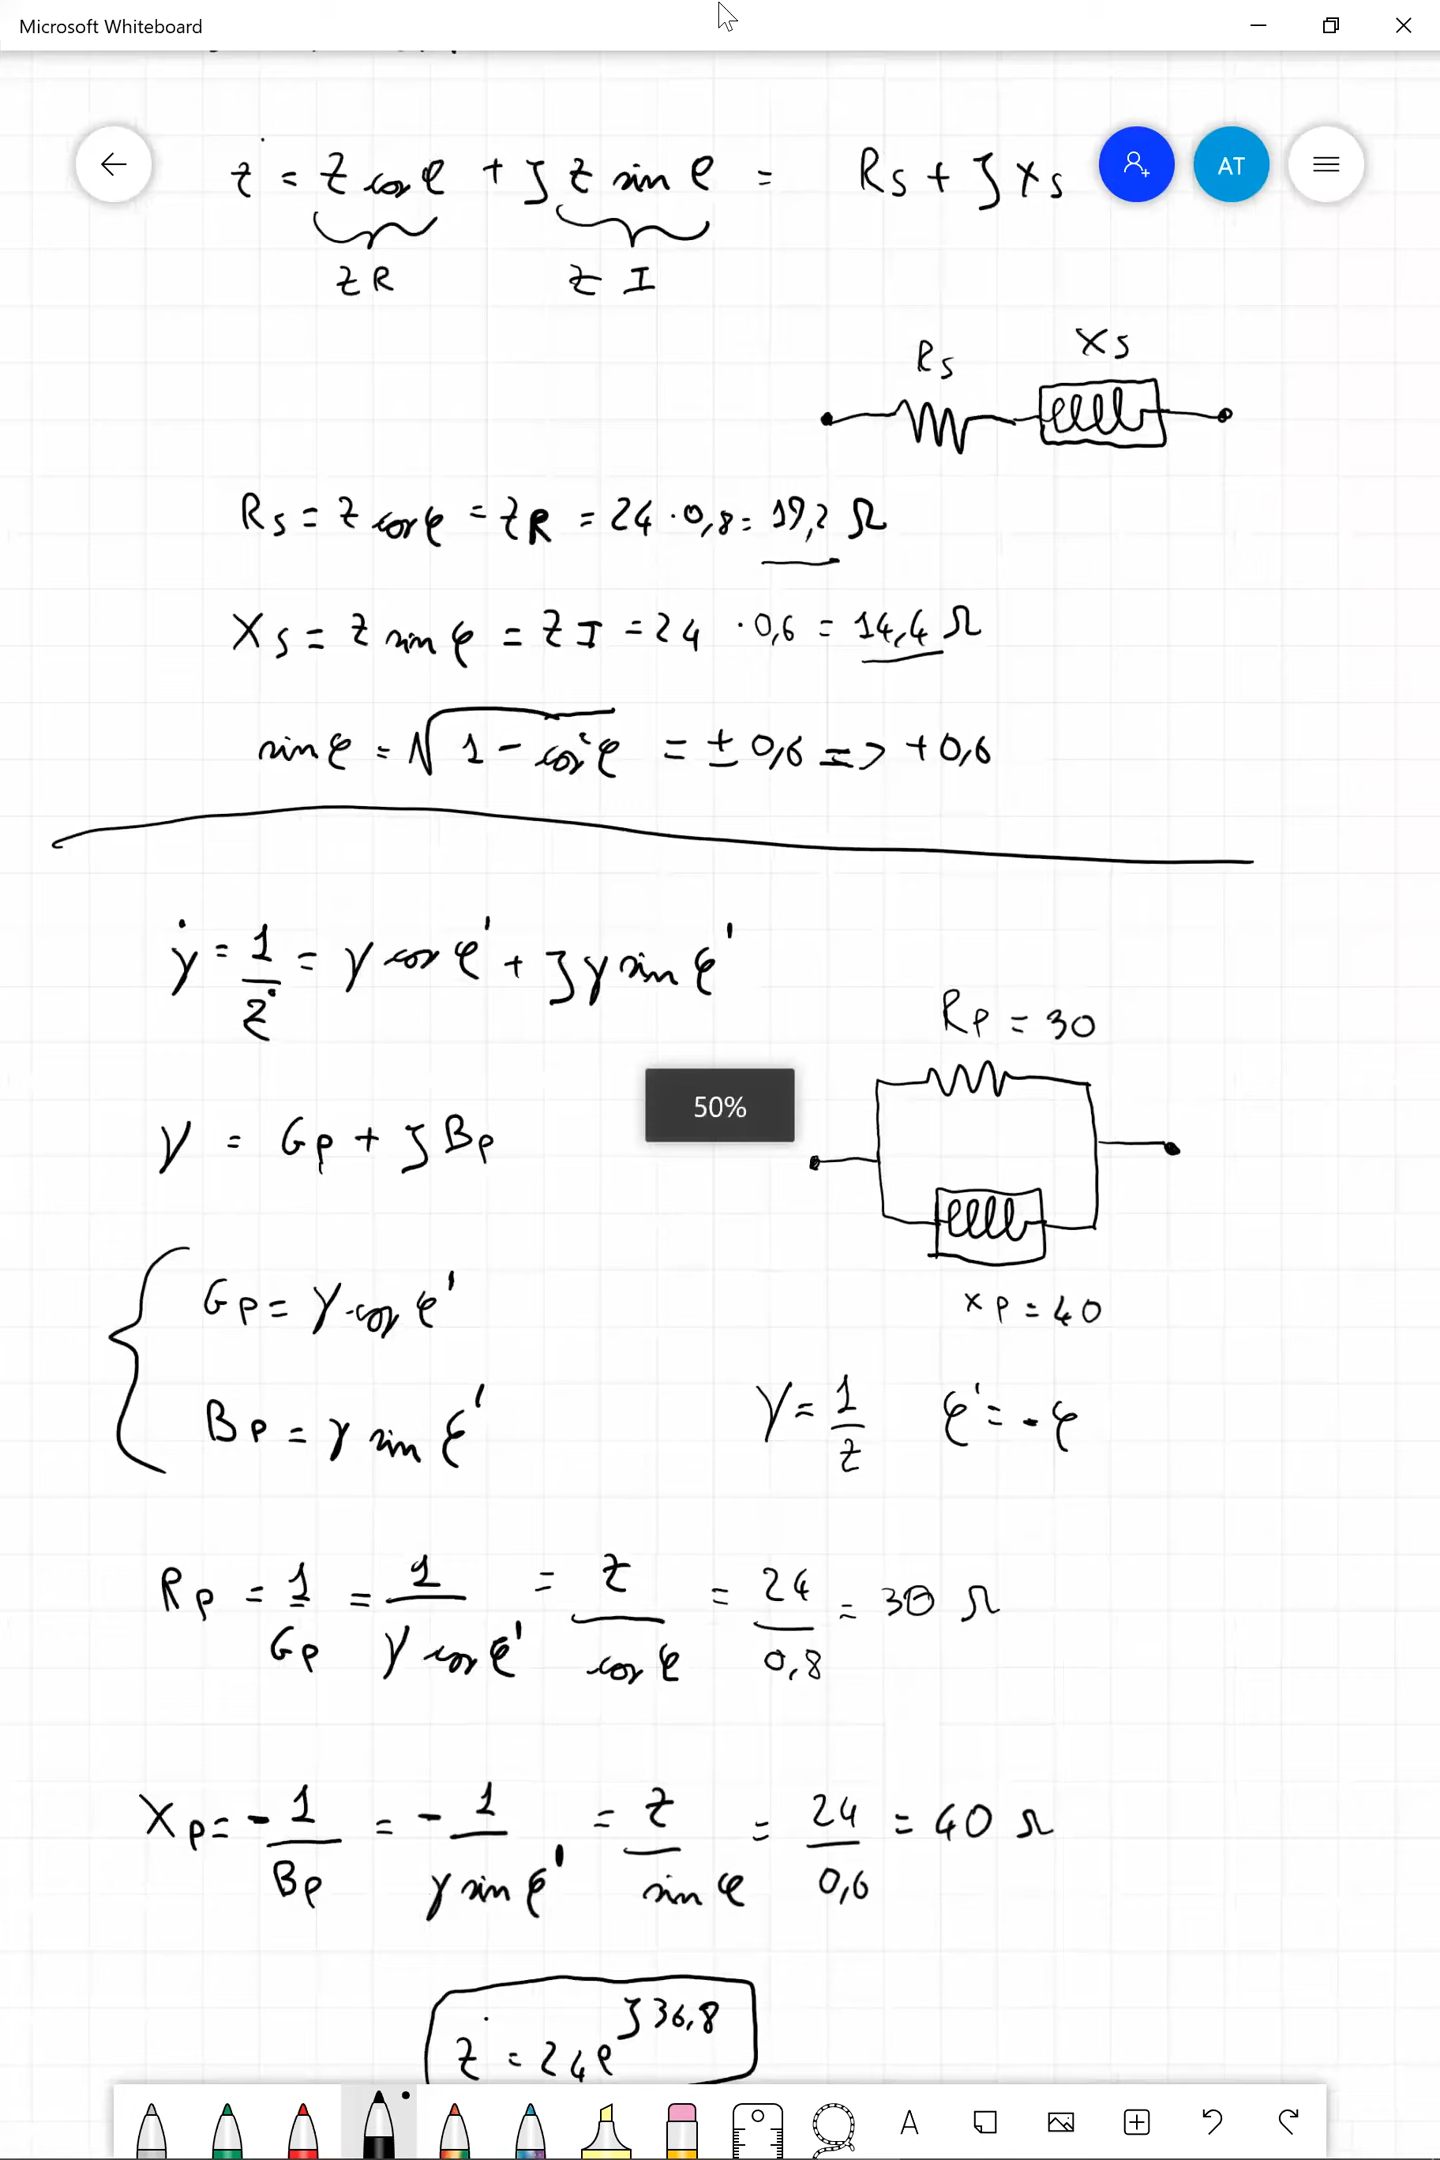 Microsoft Whiteboard
ż = z cos φ + j z sin φ = Rs + j Xs
AT
zR zI
Rs Xs
Rs = z cos φ = zR = 24 · 0,8 = 19,2 Ω
Xs = z sin φ = zI = 24 · 0,6 = 14,4 Ω
sin φ = √(1 - cos²φ) = ± 0,6 => +0,6
ẏ = 1/ż = y cos φ' + j y sin φ'
Rp = 30
50%
y = Gp + j Bp
Gp = y · cos φ'
xp = 40
Bp = y sin φ'
y = 1/z φ' = -φ
Rp = 1/Gp = 1/(y cos φ') = z/cos φ = 24/0,8 = 30 Ω
Xp = - 1/Bp = - 1/(y sin φ') = z/sin φ = 24/0,6 = 40 Ω
ż = 24 e^(j 36,8)
A